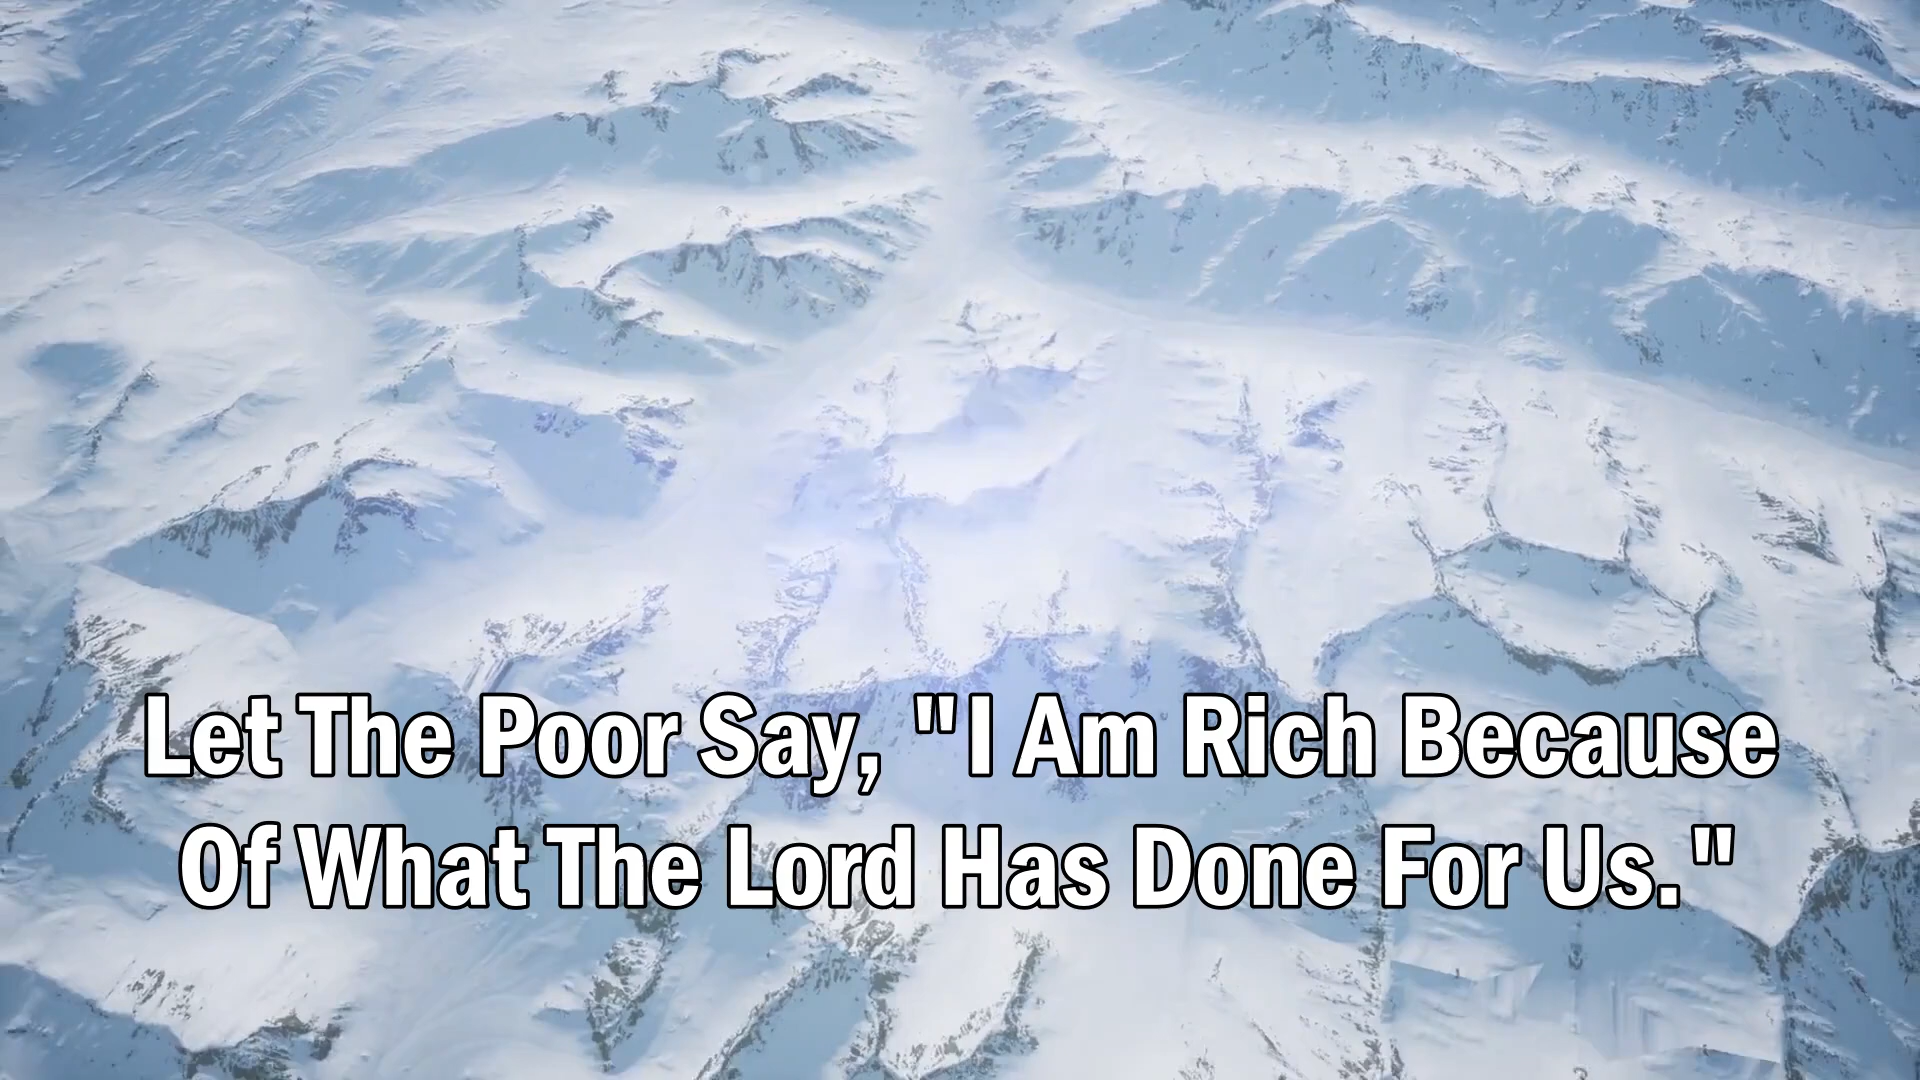 Let The Poor Say, "I Am Rich Because
Of What The Lord Has Done For Us."